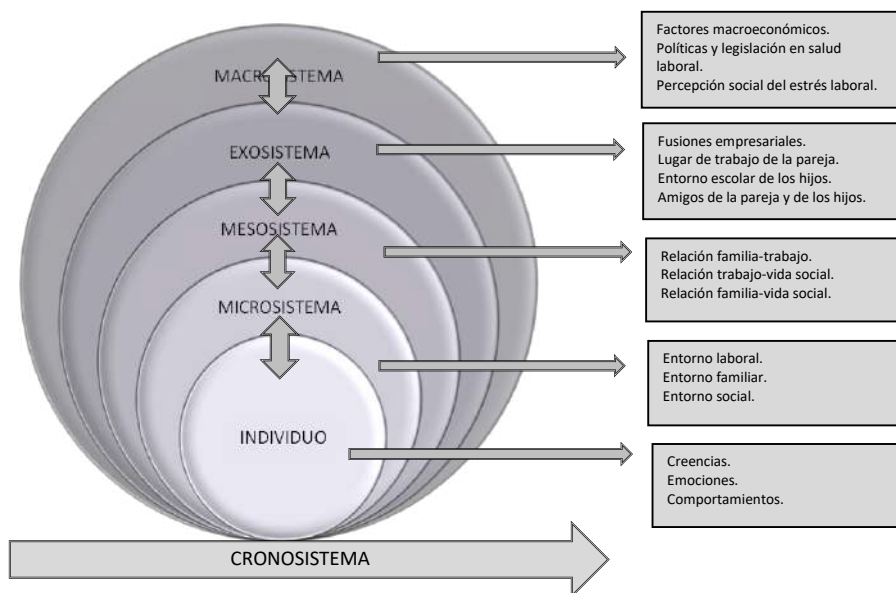 MACROSISTEMA
Factores macroeconómicos.
Políticas y legislación en salud
laboral.
Percepción social del estrés laboral.
EXOSISTEMA
Fusiones empresariales.
Lugar de trabajo de la pareja.
Entorno escolar de los hijos.
Amigos de la pareja y de los hijos.
MESOSISTEMA
Relación familia-trabajo.
Relación trabajo-vida social.
Relación familia-vida social.
MICROSISTEMA
Entorno laboral.
Entorno familiar.
Entorno social.
INDIVIDUO
Creencias.
Emociones.
Comportamientos.
CRONOSISTEMA